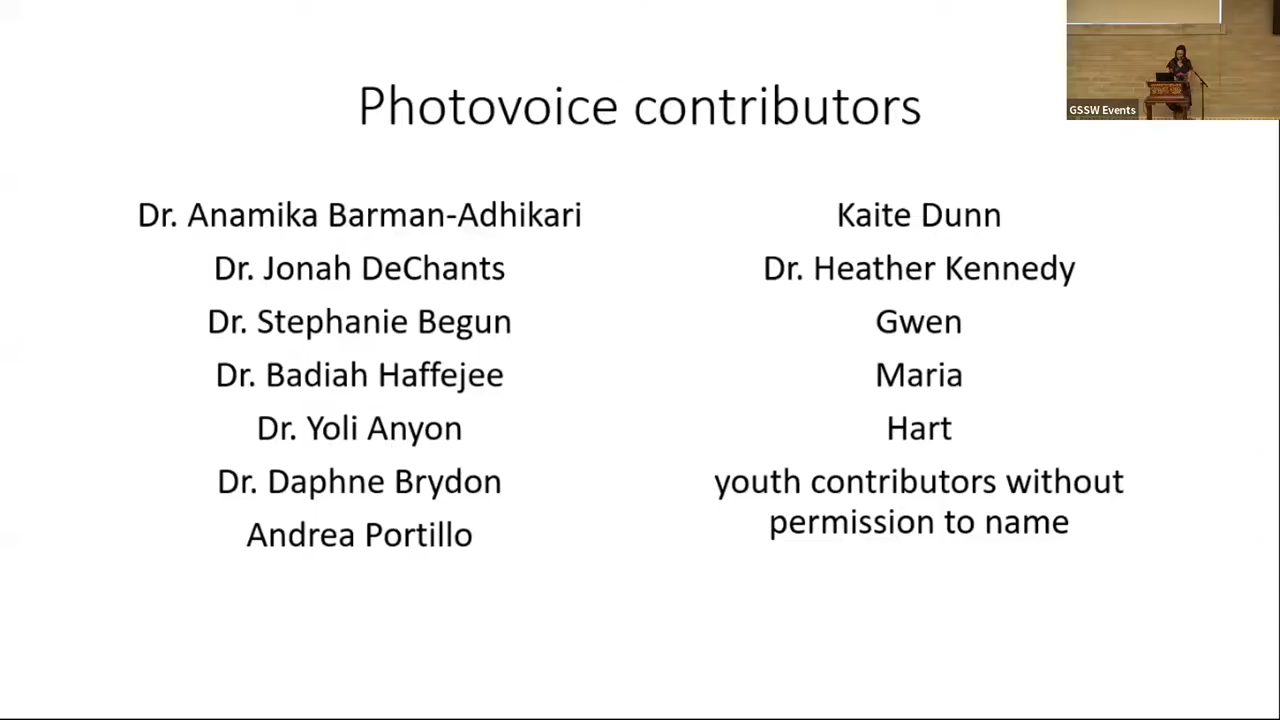 Photovoice contributors
GSSW Events
Dr. Anamika Barman-Adhikari
Dr. Jonah DeChants
Dr. Stephanie Begun
Dr. Badiah Haffejee
Dr. Yoli Anyon
Dr. Daphne Brydon
Andrea Portillo
Kaite Dunn
Dr. Heather Kennedy
Gwen
Maria
Hart
youth contributors without
permission to name